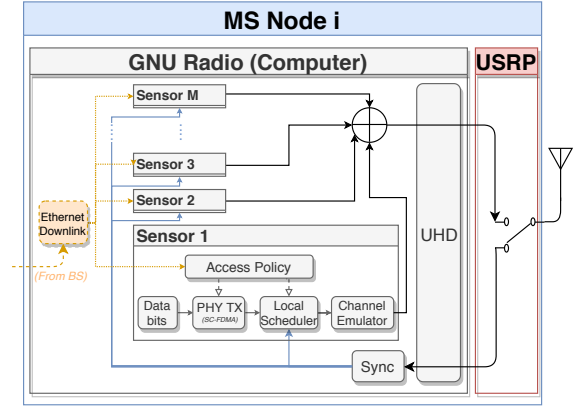 MS Node i
GNU Radio (Computer)
USRP
Sensor M
Sensor 3
Sensor 2
Ethernet
Downlink
(From BS)
Sensor 1
Access Policy
Data
bits
PHY TX
(SC-FDMA)
Local
Scheduler
Channel
Emulator
UHD
Sync